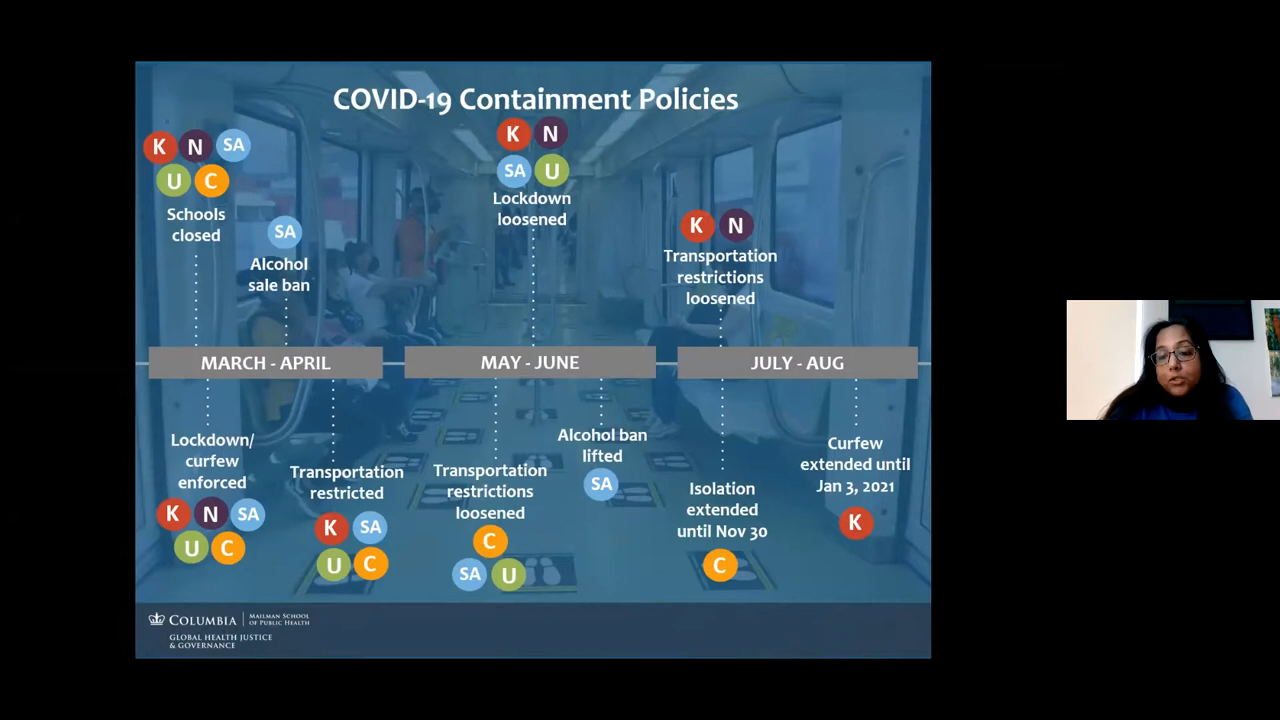 COVID-19 Containment Policies
K N SA
U C
Schools
closed
SA
Alcohol
sale ban
K N
SA U
Lockdown
loosened
K N
Transportation
restrictions
loosened
MARCH - APRIL
MAY - JUNE
JULY - AUG
Lockdown/
curfew
enforced
K N SA
U C
Transportation
restricted
K SA
U C
Transportation
restrictions
loosened
C
SA U
Alcohol ban
lifted
SA
Isolation
extended
until Nov 30
C
Curfew
extended until
Jan 3, 2021
K
COLUMBIA
MAILMAN SCHOOL
OF PUBLIC HEALTH
GLOBAL HEALTH JUSTICE
& GOVERNANCE